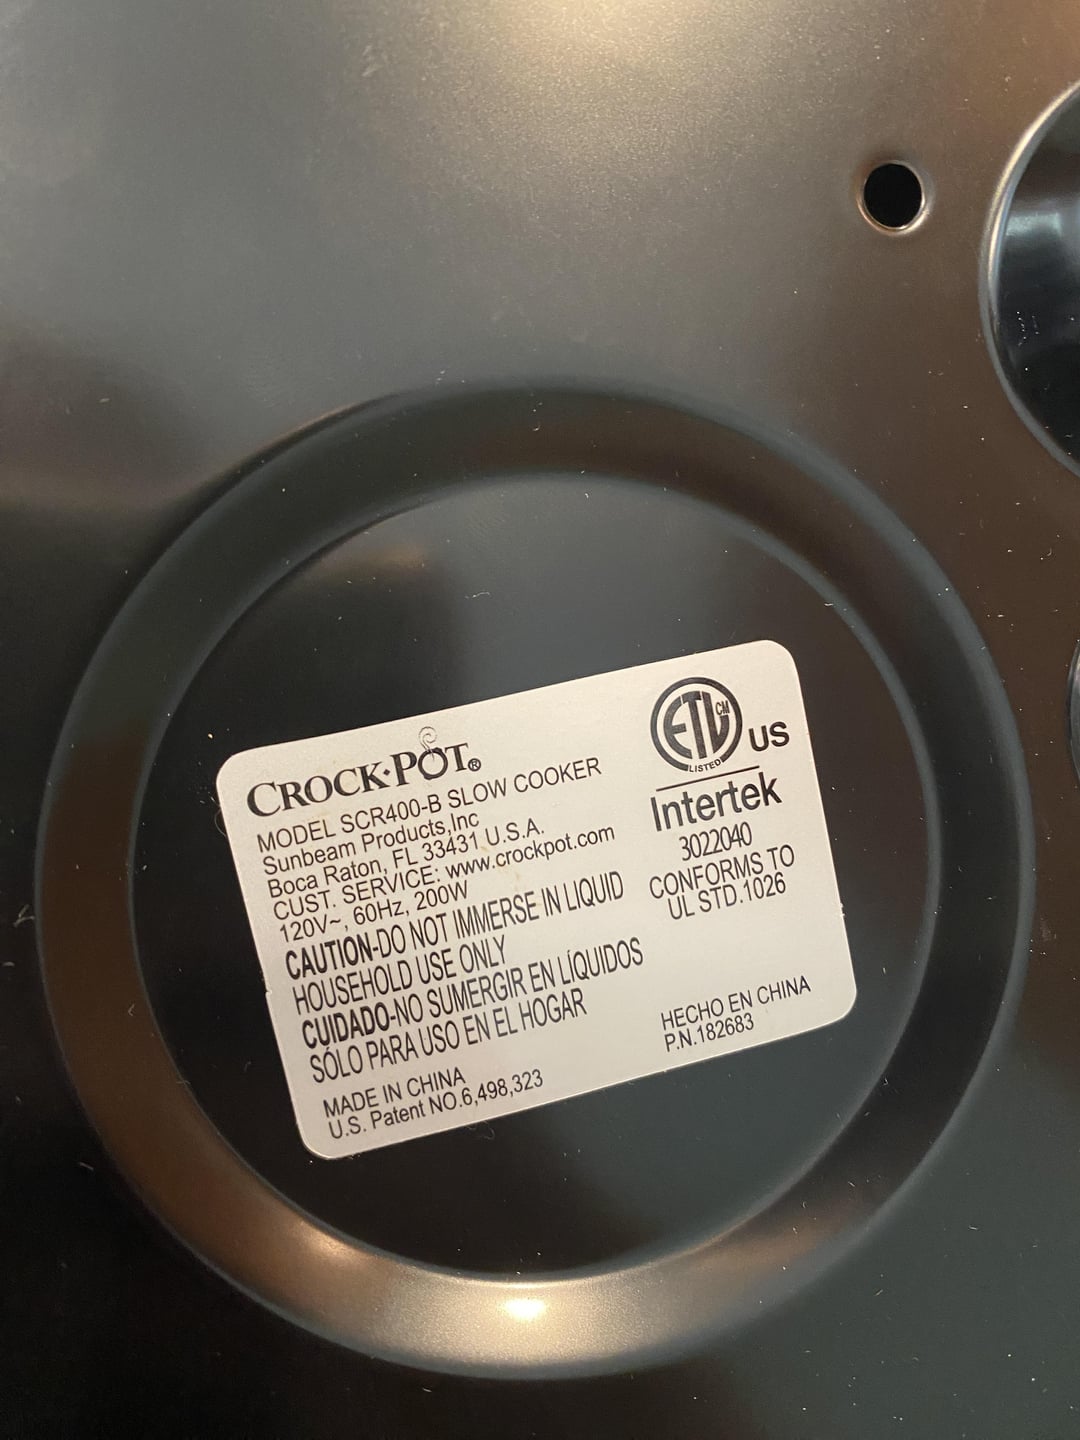 CROCK•POT®
MODEL SCR400-B SLOW COOKER
Sunbeam Products,Inc
Boca Raton, FL 33431 U.S.A.
CUST. SERVICE: www.crockpot.com
120V~, 60Hz, 200W
CAUTION-DO NOT IMMERSE IN LIQUID
HOUSEHOLD USE ONLY
CUIDADO-NO SUMERGIR EN LÍQUIDOS
SÓLO PARA USO EN EL HOGAR
MADE IN CHINA
U.S. Patent NO.6,498,323
ETL CM
LISTED
US
Intertek
3022040
CONFORMS TO
UL STD.1026
HECHO EN CHINA
P.N.182683